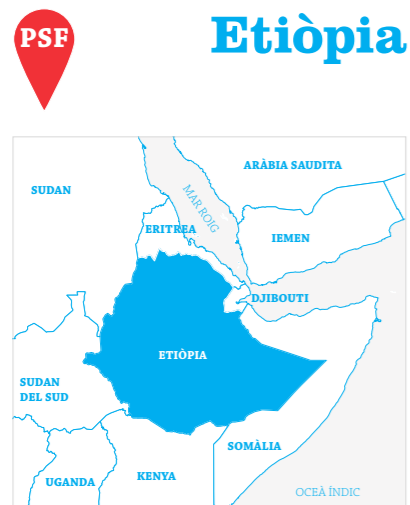 PSF
Etiòpia
ARÀBIA SAUDITA
SUDAN
MAR ROIG
ERITREA
IEMEN
DJIBOUTI
ETIÒPIA
SUDAN
DEL SUD
SOMÀLIA
UGANDA
KENYA
OCEÀ ÍNDIC